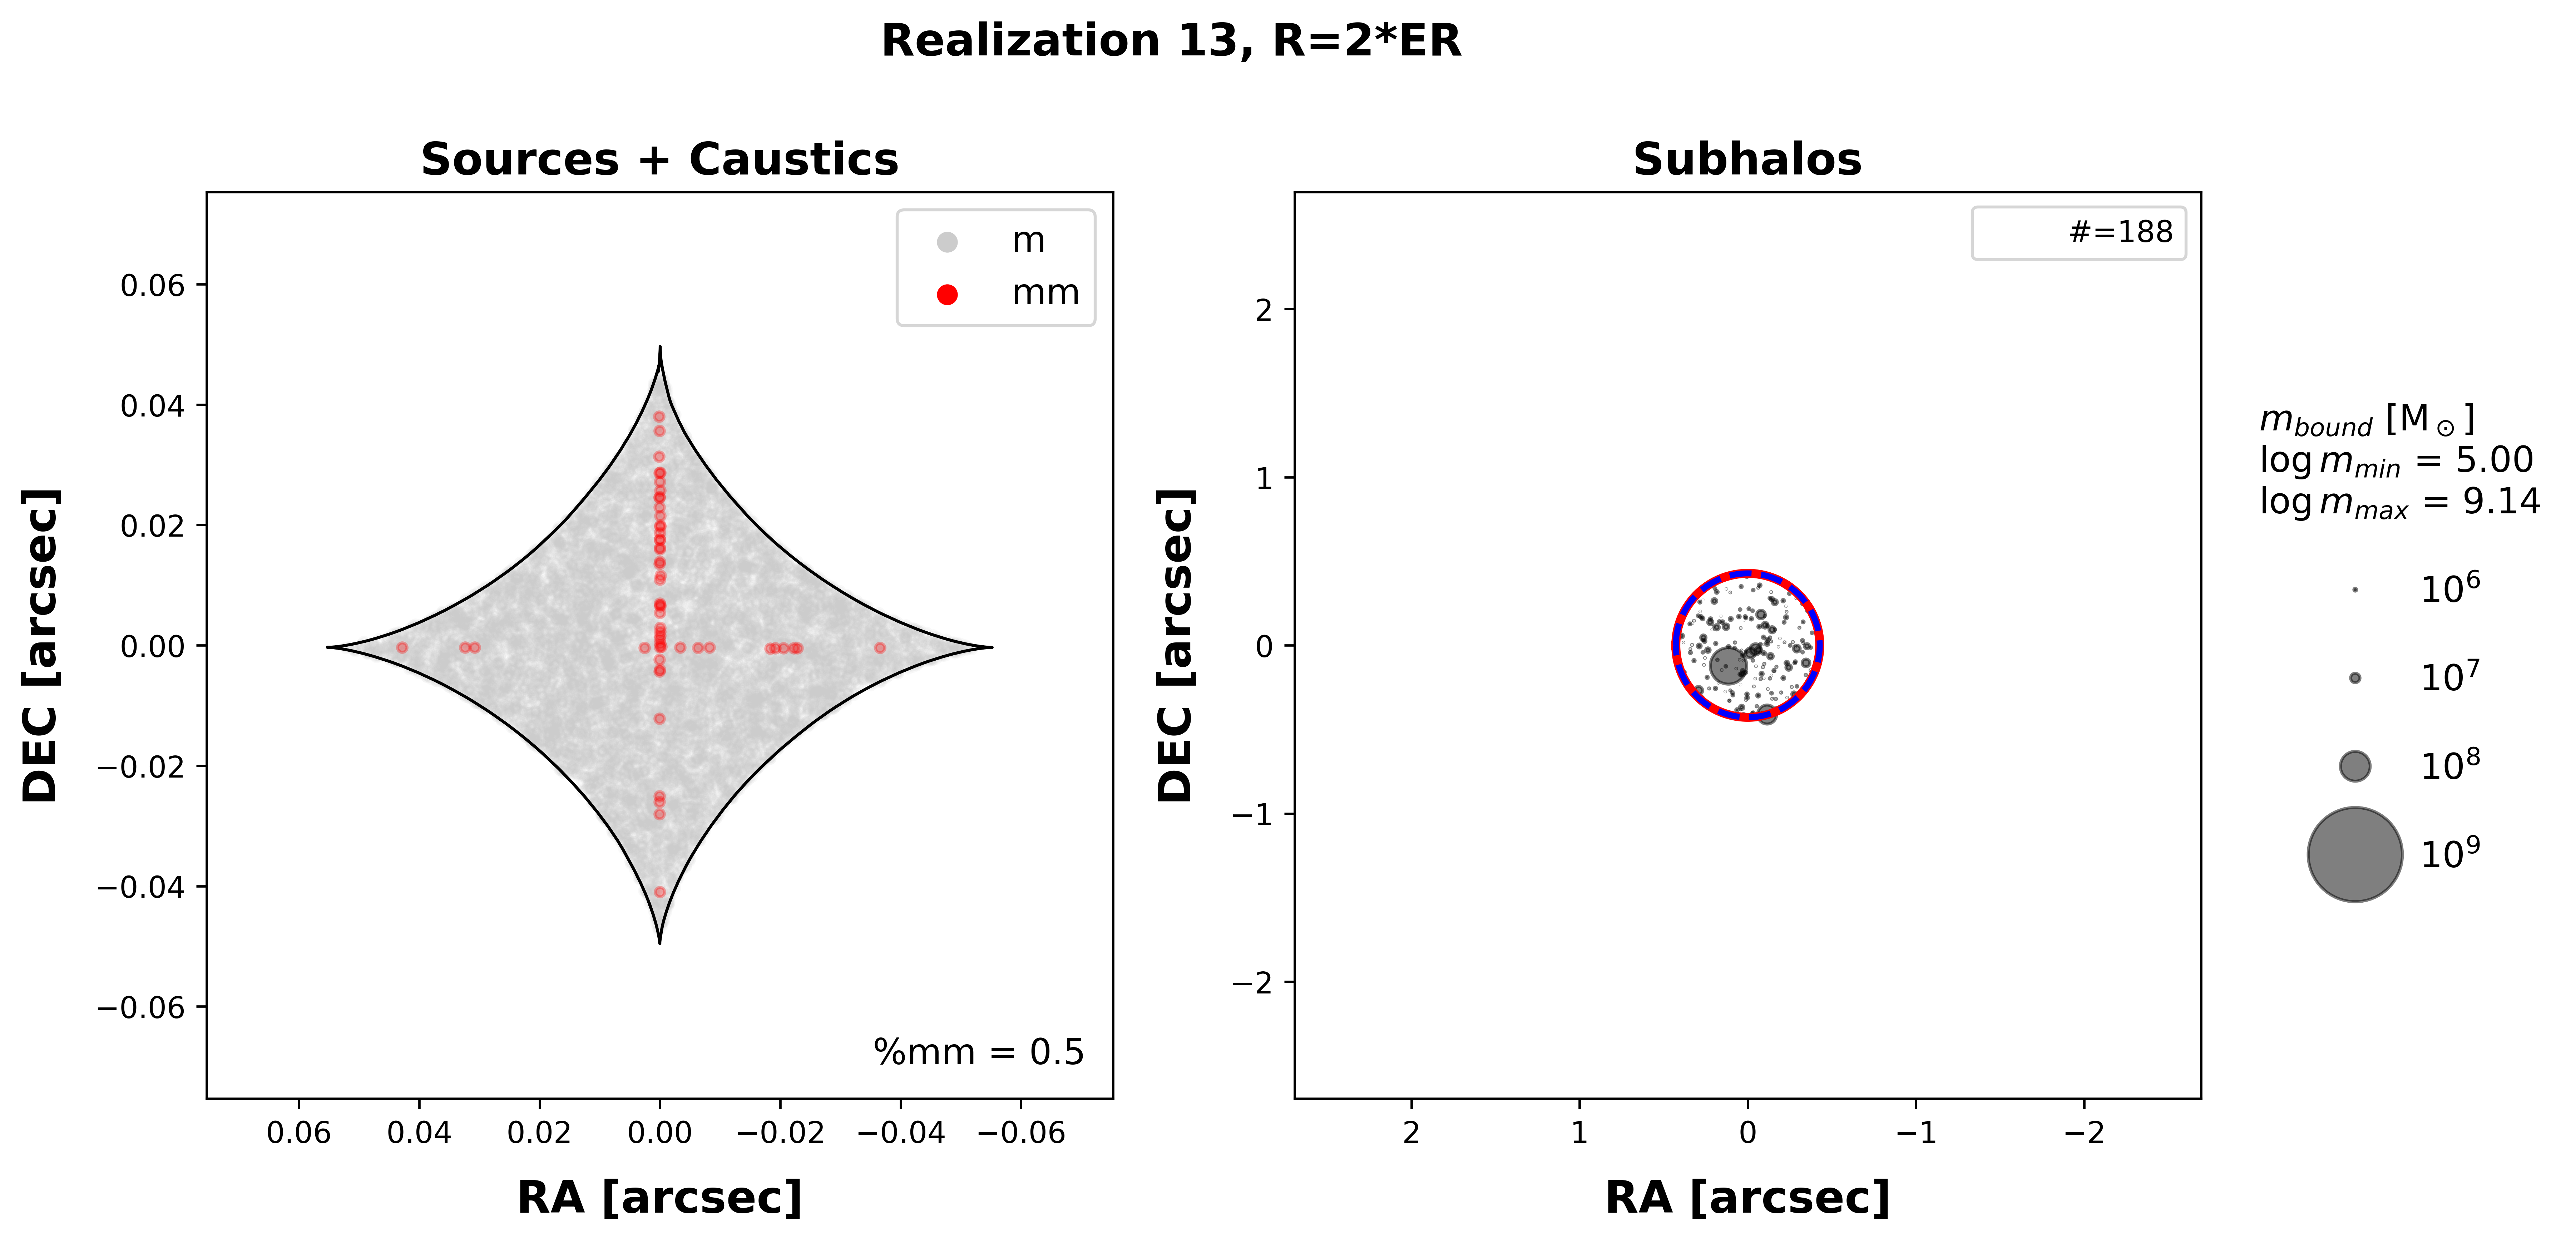 Realization 13, R=2*ER
Sources + Caustics
m
mm
DEC [arcsec]
0.06
0.04
0.02
0.00
−0.02
−0.04
−0.06
%mm = 0.5
0.06
0.04
0.02
0.00
−0.02
−0.04
−0.06
RA [arcsec]
Subhalos
#=188
DEC [arcsec]
2
1
0
−1
−2
2
1
0
−1
−2
RA [arcsec]
m_bound [M_⊙]
log m_min = 5.00
log m_max = 9.14
10^6
10^7
10^8
10^9